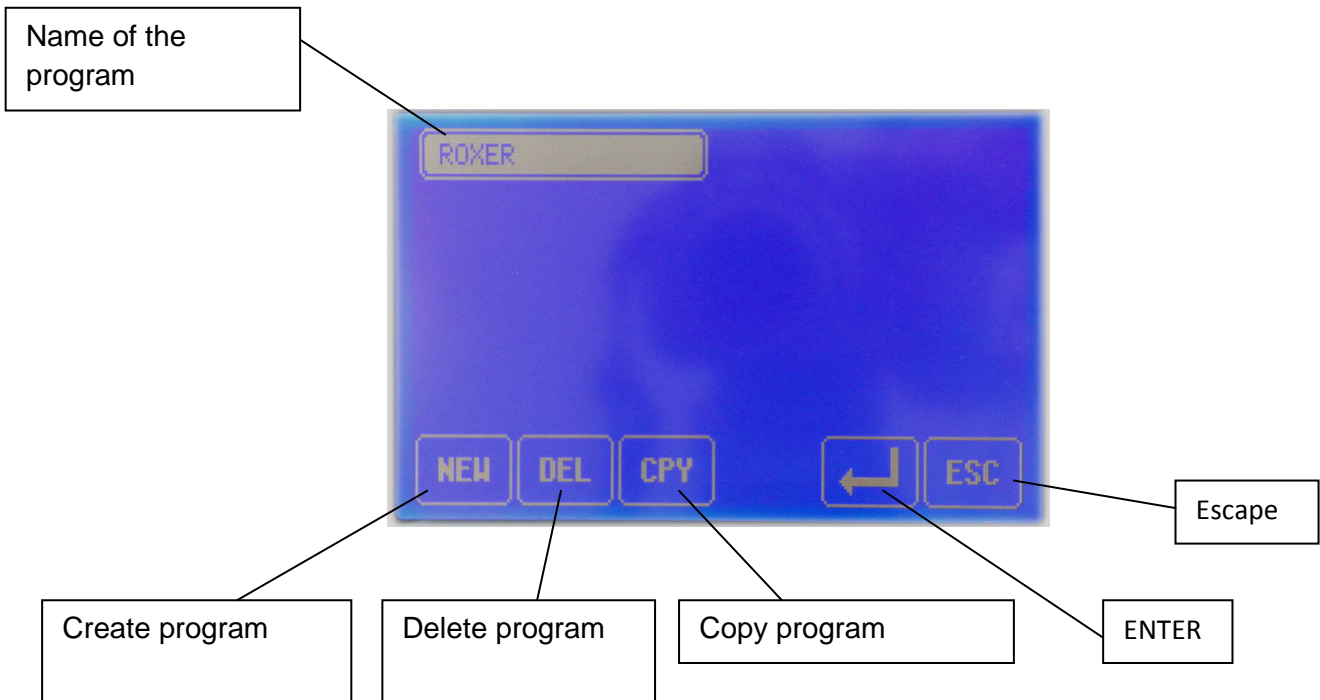 Name of the
program
ROXER
NEW
DEL
CPY
ESC
Escape
Create program
Delete program
Copy program
ENTER